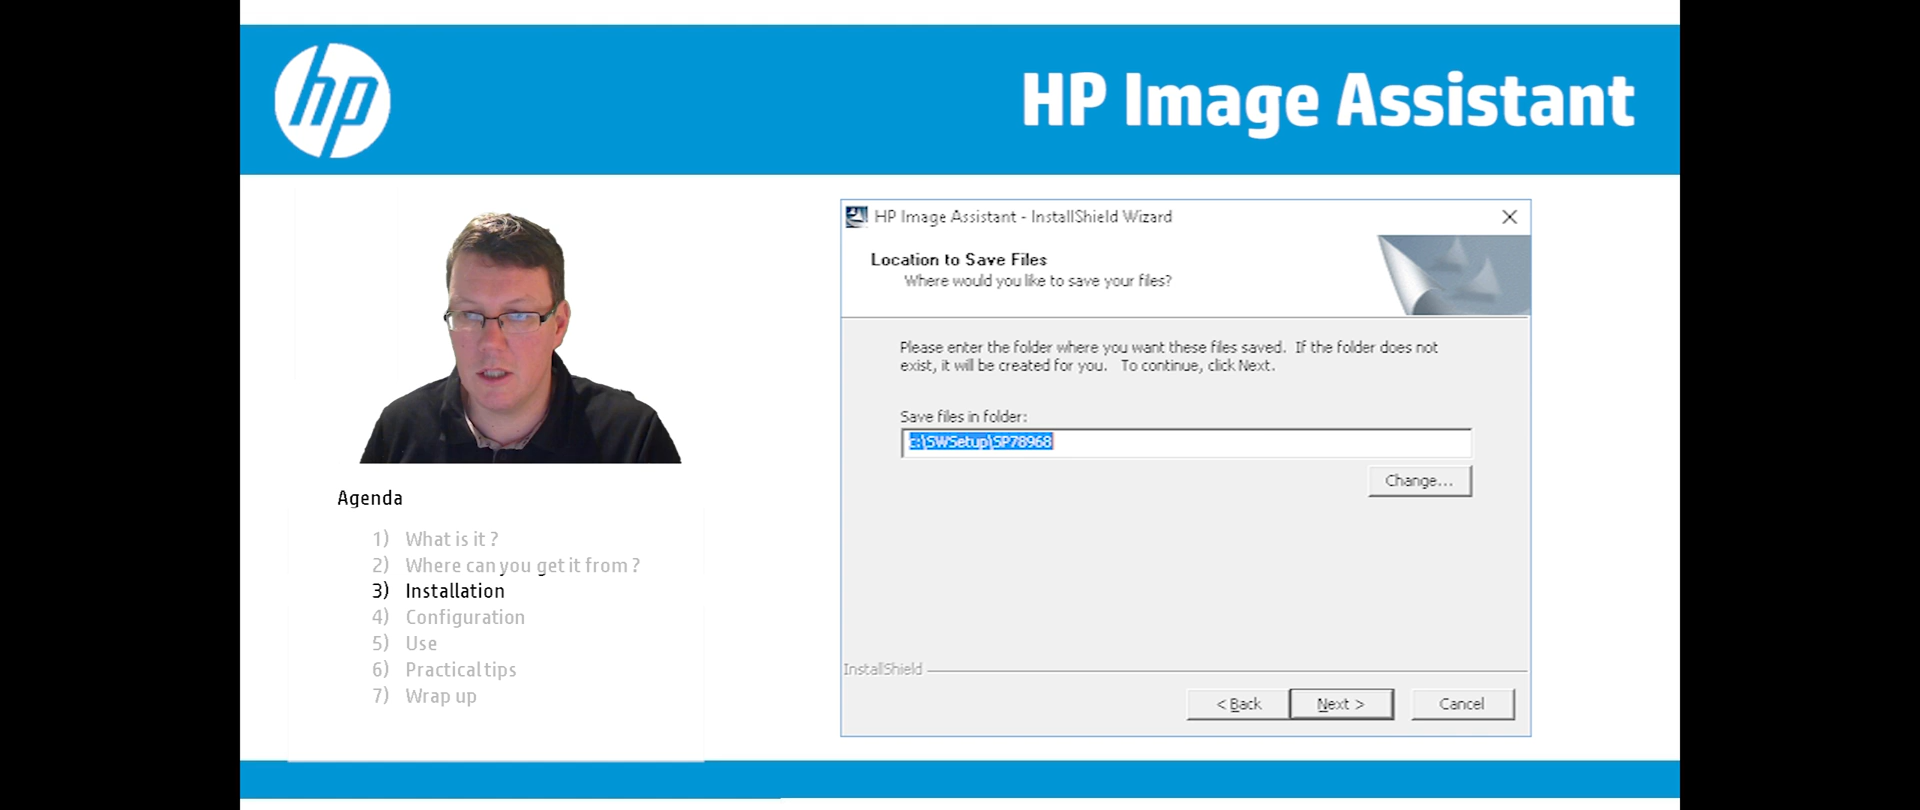 hp
HP Image Assistant
HP Image Assistant - InstallShield Wizard
Location to Save Files
Where would you like to save your files?
Please enter the folder where you want these files saved. If the folder does not
exist, it will be created for you. To continue, click Next.
Save files in folder:
c:\SWSetup\SP78968
Change...
InstallShield
< Back
Next >
Cancel
Agenda
1) What is it ?
2) Where can you get it from ?
3) Installation
4) Configuration
5) Use
6) Practical tips
7) Wrap up